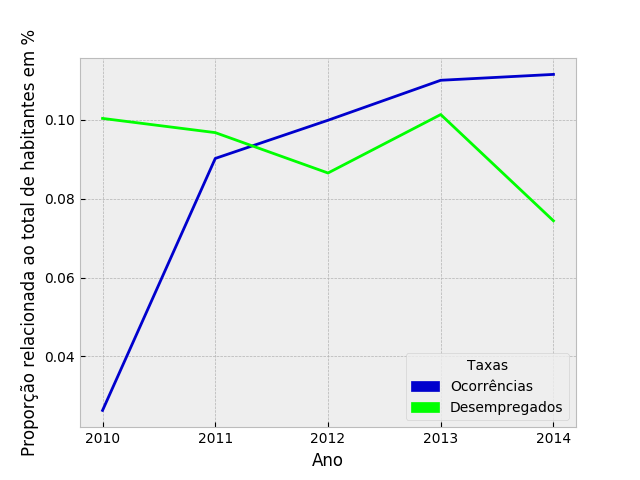 Proporção relacionada ao total de habitantes em %
0.10
0.08
0.06
0.04
Taxas
Ocorrências
Desempregados
2010 2011 2012 2013 2014
Ano